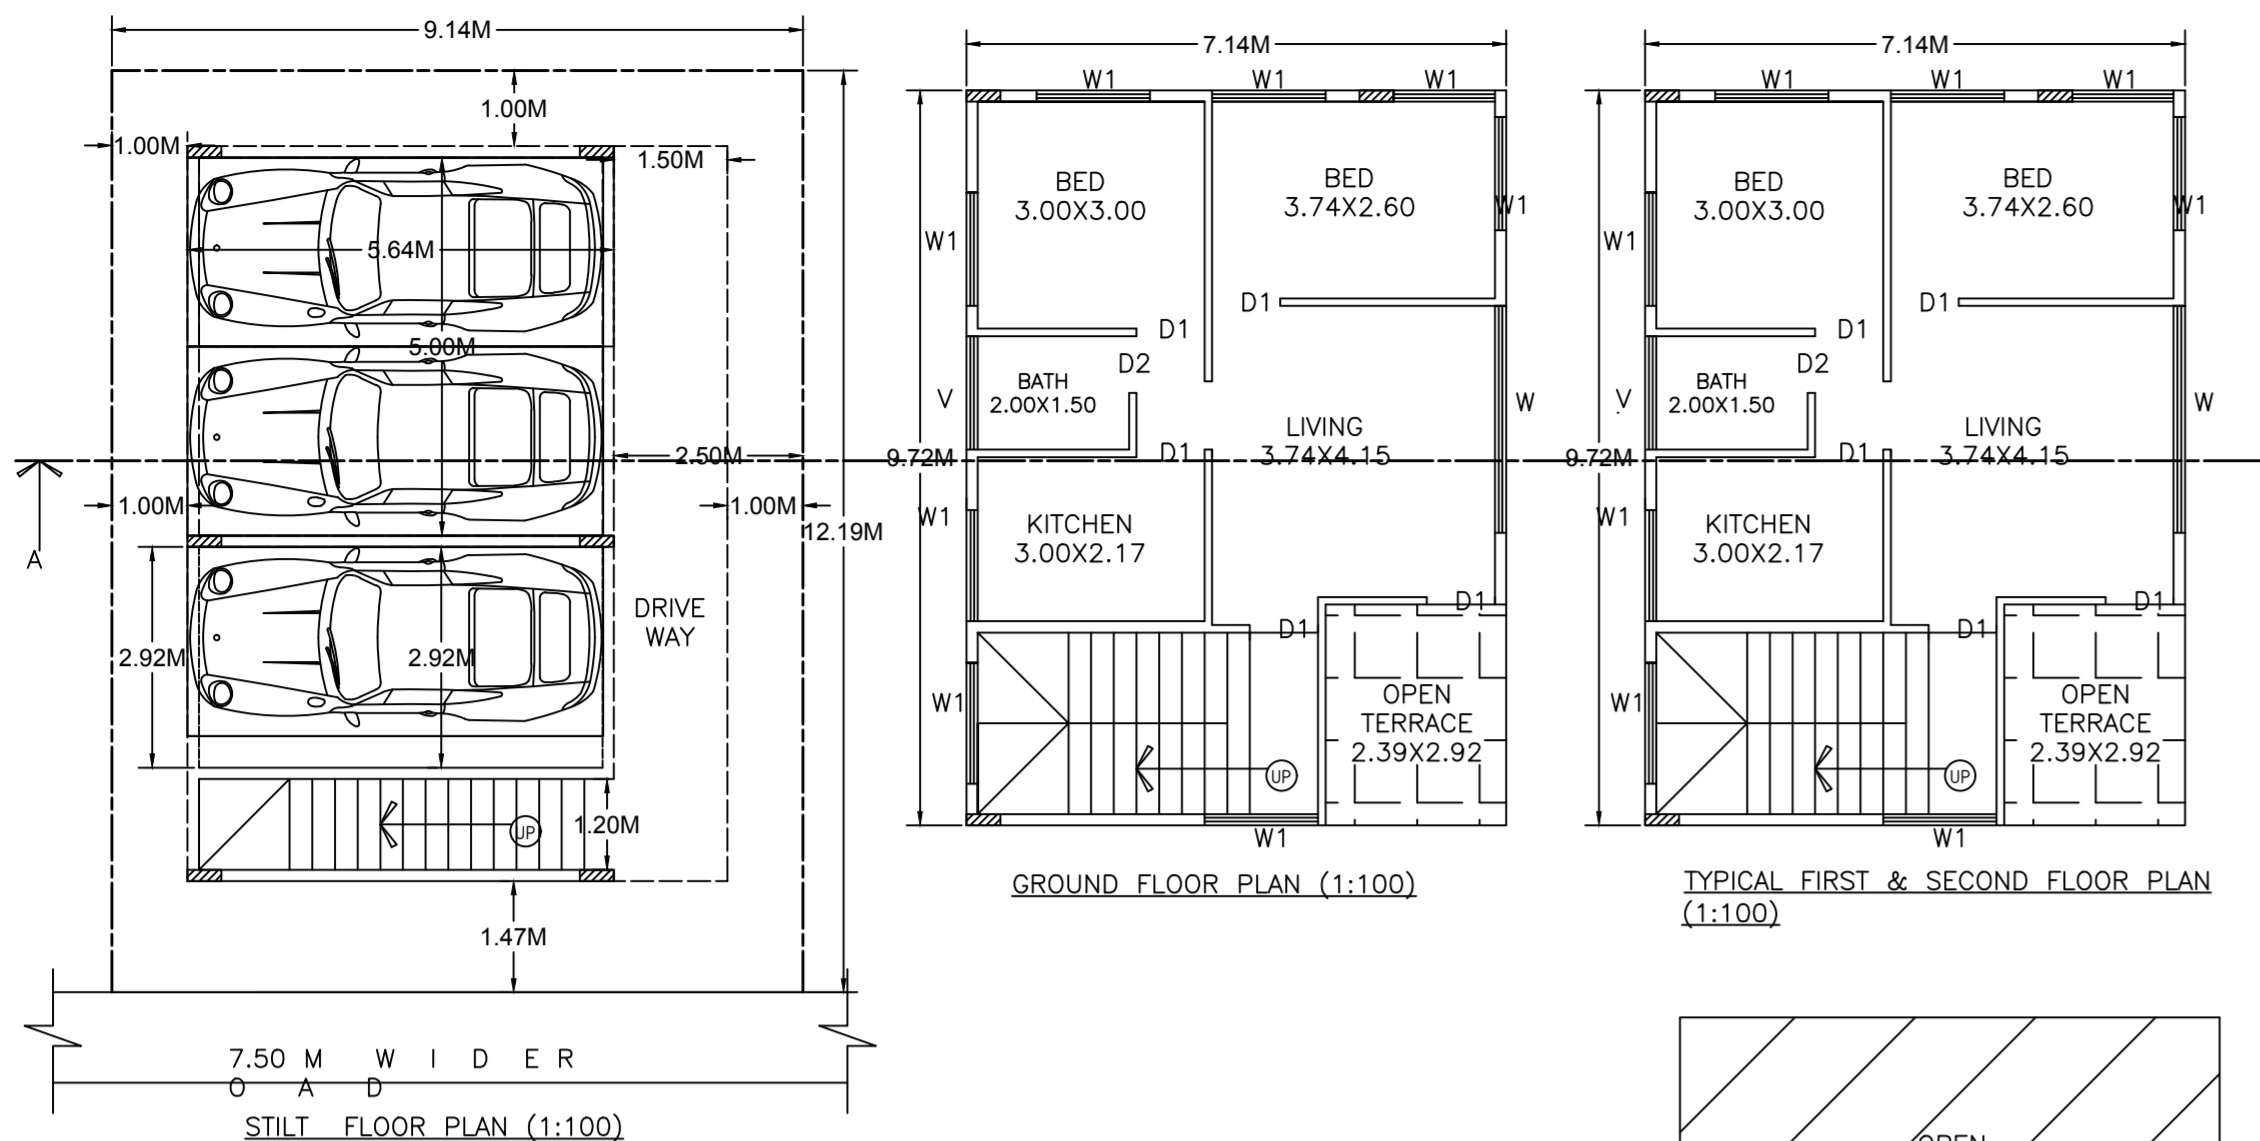 9.14M
1.00M
1.00M
1.50M
5.64M
5.00M
2.50M
1.00M
1.00M
12.19M
A
DRIVE
WAY
2.92M
2.92M
1.20M
UP
1.47M
7.50 M W I D E R
O A D
STILT FLOOR PLAN (1:100)
7.14M
W1 W1 W1
BED
3.00X3.00
BED
3.74X2.60
W1
W1
D1
D1
D2
BATH
2.00X1.50
V
W
LIVING
3.74X4.15
D1
9.72M
W1
KITCHEN
3.00X2.17
D1
D1
W1
OPEN
TERRACE
2.39X2.92
UP
W1
GROUND FLOOR PLAN (1:100)
7.14M
W1 W1 W1
BED
3.00X3.00
BED
3.74X2.60
W1
W1
D1
D1
D2
BATH
2.00X1.50
V
W
LIVING
3.74X4.15
D1
9.72M
W1
KITCHEN
3.00X2.17
D1
D1
W1
OPEN
TERRACE
2.39X2.92
UP
W1
TYPICAL FIRST & SECOND FLOOR PLAN
(1:100)
OPEN